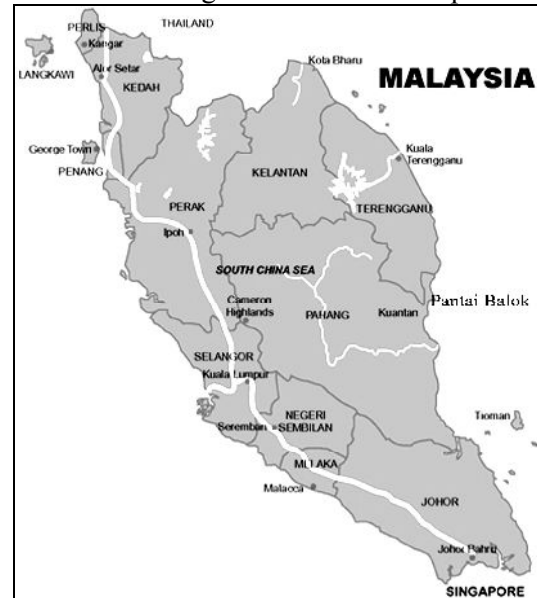 THAILAND
PERLIS
Kangar
LANGKAWI
Alor Setar
KEDAH
Kota Bharu
MALAYSIA
George Town
PENANG
Kuala
Terengganu
KELANTAN
PERAK
TERENGGANU
Ipoh
SOUTH CHINA SEA
Cameron
Highlands
PAHANG
Kuantan
Pantai Balok
SELANGOR
Kuala Lumpur
Tioman
NEGERI
SEMBILAN
Seremban
MELAKA
Malacca
JOHOR
Johor Bahru
SINGAPORE